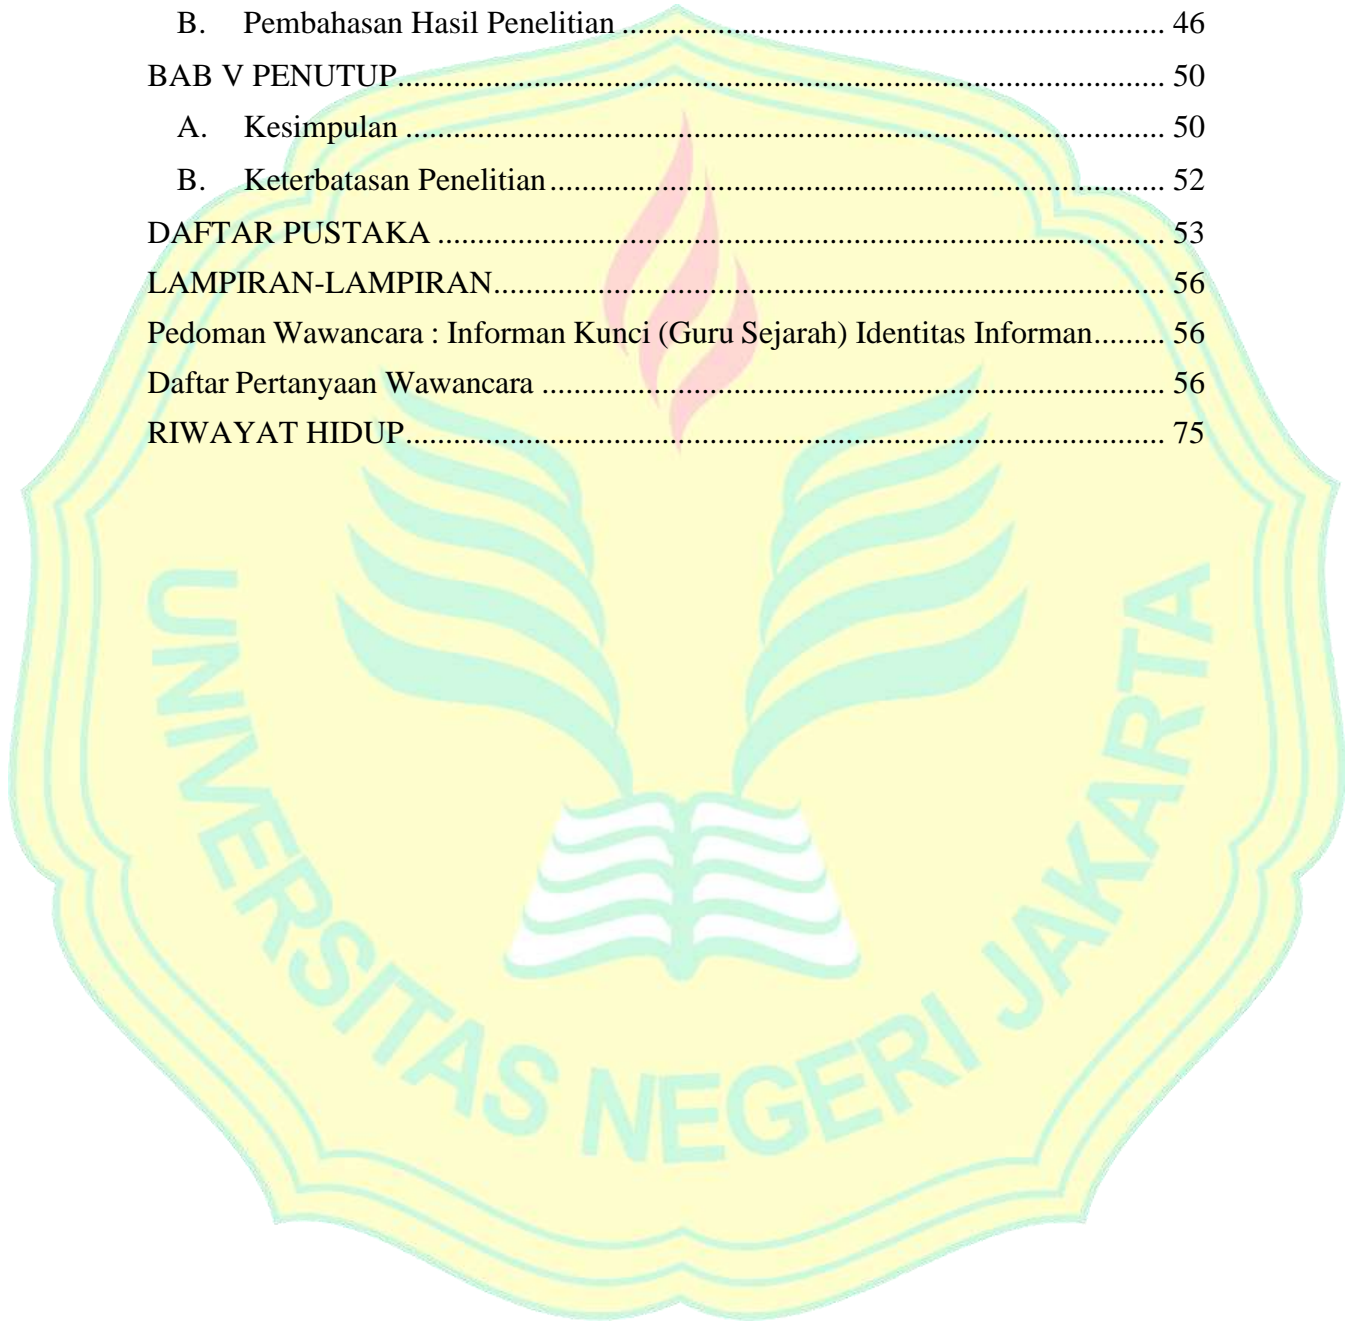 B. Pembahasan Hasil Penelitian .................................................................... 46
BAB V PENUTUP................................................................................................ 50
A. Kesimpulan ................................................................................................ 50
B. Keterbatasan Penelitian ............................................................................. 52
DAFTAR PUSTAKA ........................................................................................... 53
LAMPIRAN-LAMPIRAN.................................................................................... 56
Pedoman Wawancara : Informan Kunci (Guru Sejarah) Identitas Informan......... 56
Daftar Pertanyaan Wawancara .............................................................................. 56
RIWAYAT HIDUP............................................................................................... 75
UNIVERSITAS NEGERI JAKARTA